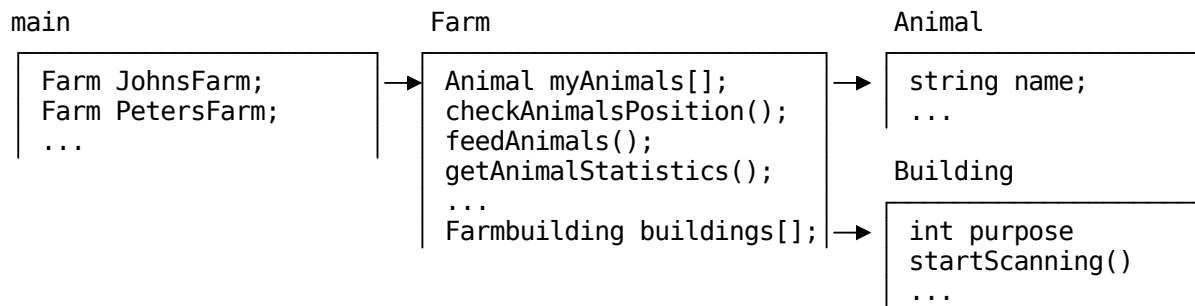 main
Farm JohnsFarm;
Farm PetersFarm;
...
Farm
Animal myAnimals[];
checkAnimalsPosition();
feedAnimals();
getAnimalStatistics();
...
Farmbuilding buildings[];
Animal
string name;
...
Building
int purpose
startScanning()
...